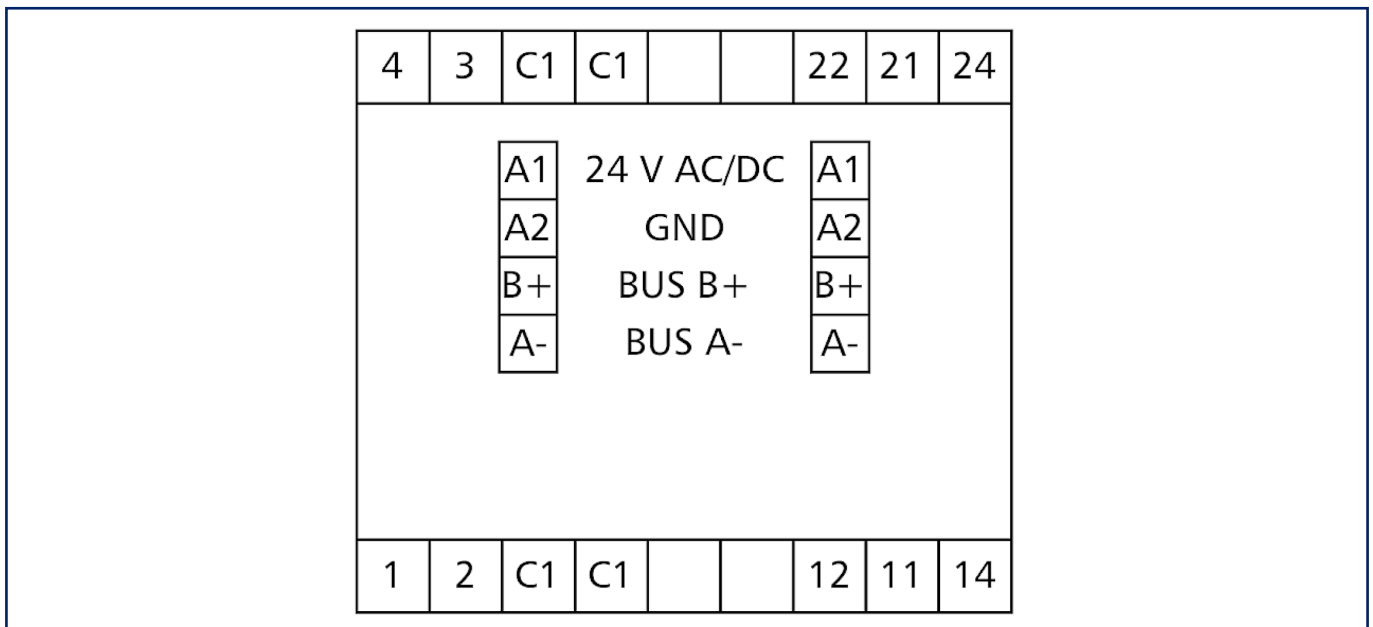 4 3 C1 C1 22 21 24
A1 24 V AC/DC A1
A2 GND A2
B+ BUS B+ B+
A- BUS A- A-
1 2 C1 C1 12 11 14